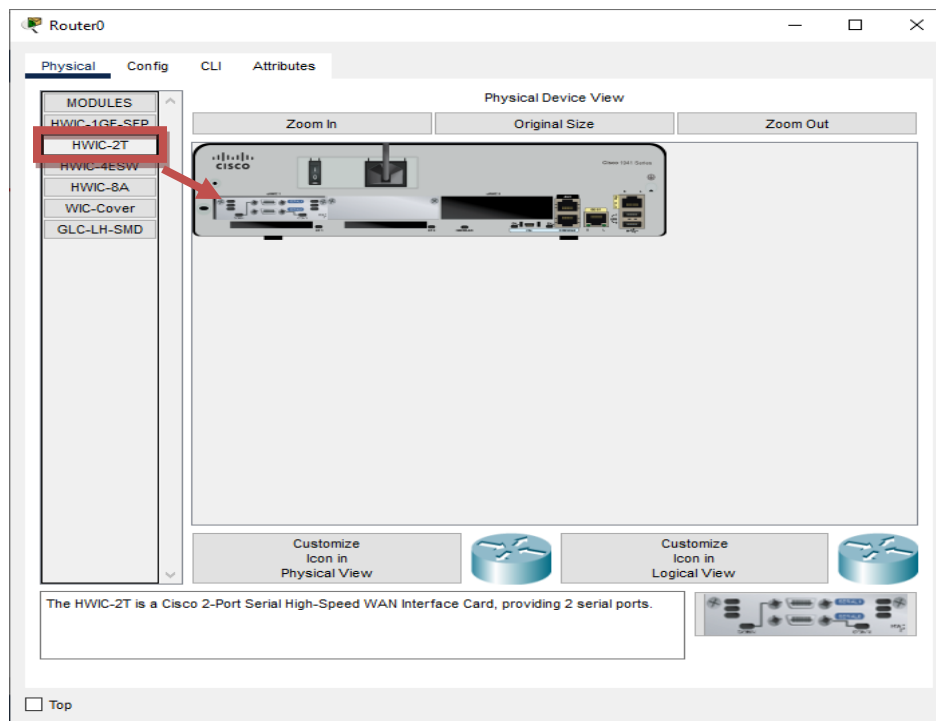 Router0
Physical Config CLI Attributes
MODULES
HWIC-1GE-SFP
HWIC-2T
HWIC-4ESW
HWIC-8A
WIC-Cover
GLC-LH-SMD
Physical Device View
Zoom In Original Size Zoom Out
CISCO
Customize
Icon in
Physical View
Customize
Icon in
Logical View
The HWIC-2T is a Cisco 2-Port Serial High-Speed WAN Interface Card, providing 2 serial ports.
Top